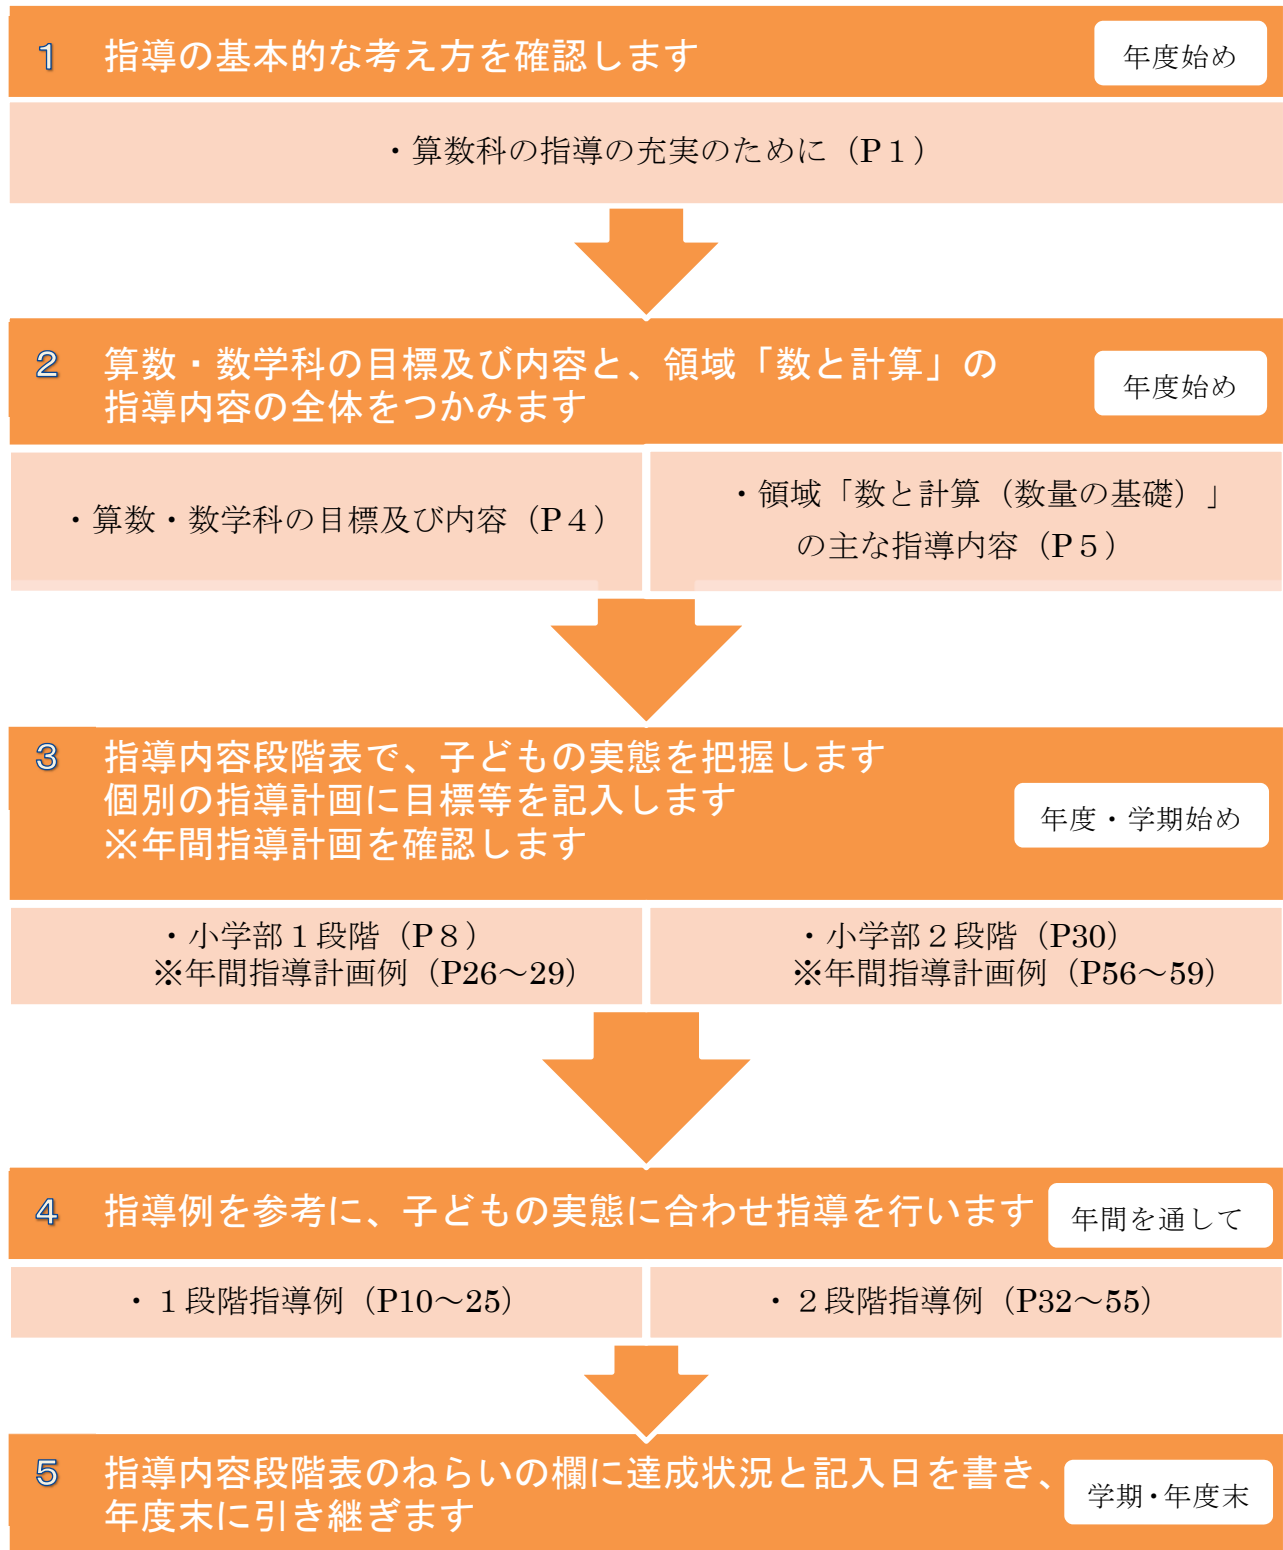 1 指導の基本的な考え方を確認します
年度始め
・算数科の指導の充実のために（P１）
2 算数・数学科の目標及び内容と、領域「数と計算」の
指導内容の全体をつかみます
年度始め
・算数・数学科の目標及び内容（P４）
・領域「数と計算（数量の基礎）」
の主な指導内容（P５）
3 指導内容段階表で、子どもの実態を把握します
個別の指導計画に目標等を記入します
※年間指導計画を確認します
年度・学期始め
・小学部１段階（P８）
※年間指導計画例（P26～29）
・小学部２段階（P30）
※年間指導計画例（P56～59）
4 指導例を参考に、子どもの実態に合わせ指導を行います
年間を通して
・１段階指導例（P10～25）
・２段階指導例（P32～55）
5 指導内容段階表のねらいの欄に達成状況と記入日を書き、
年度末に引き継ぎます
学期・年度末